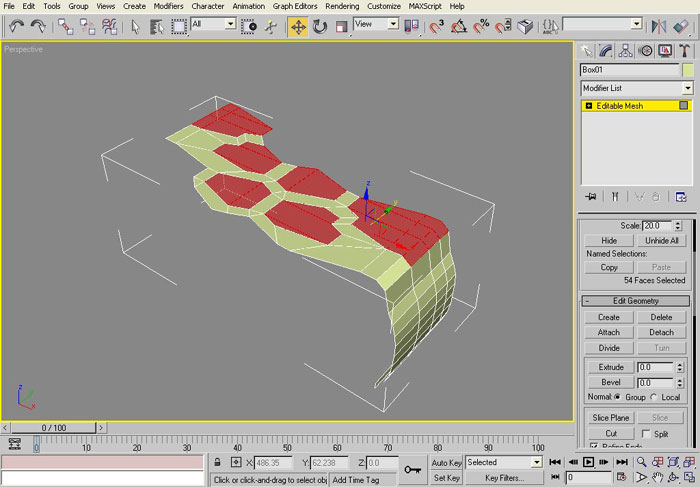 File Edit Tools Group Views Create Modifiers Character Animation Graph Editors Rendering Customize MAXScript Help
All View 3 % ABC
Perspective
Box01
Modifier List
Editable Mesh
z
y
Scale: 20.0
Hide Unhide All
Named Selections:
Copy Paste
54 Faces Selected
- Edit Geometry
Create Delete
Attach Detach
Divide Turn
Extrude 0.0
Bevel 0.0
Normal: Group Local
Slice Plane Slice
Cut Split
Refine Ends
z
y
x
0 / 100
0 10 20 30 40 50 60 70 80 90 100
X: 486.35 Y: 62.238 Z: 0.0 Auto Key Selected
Click or click-and-drag to select obj Add Time Tag Set Key Key Filters... 0